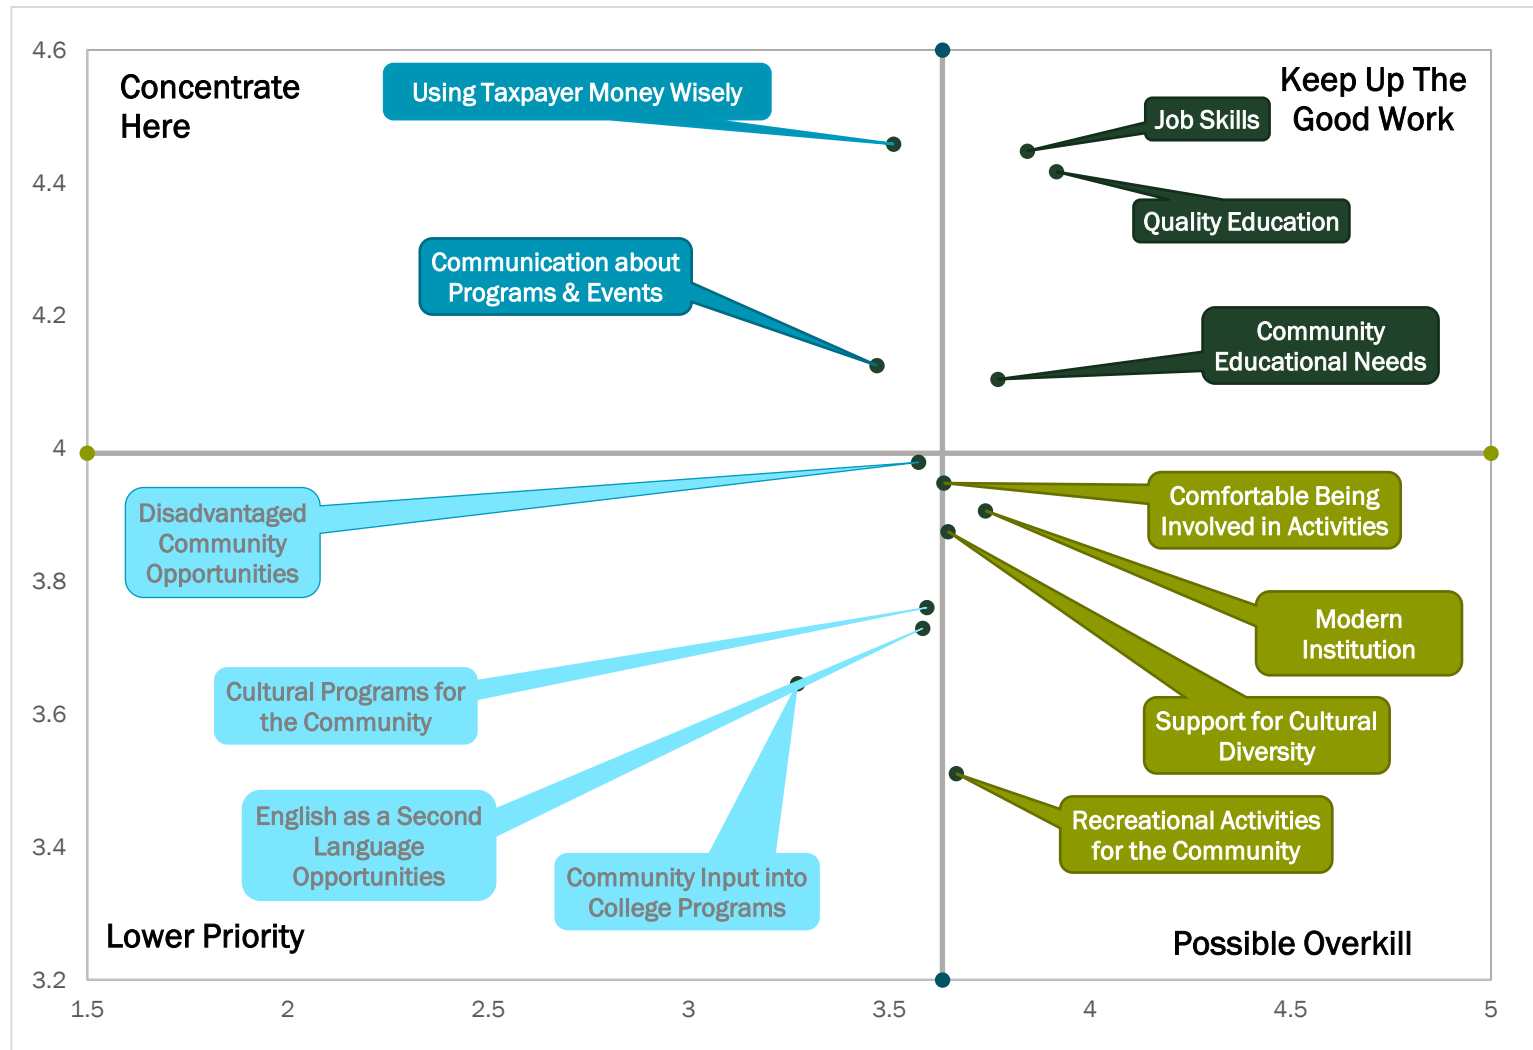 4.6
4.4
4.2
4
3.8
3.6
3.4
3.2
1.5
2
2.5
3
3.5
4
4.5
5
Concentrate
Here
Using Taxpayer Money Wisely
Communication about
Programs & Events
Keep Up The
Good Work
Job Skills
Quality Education
Community
Educational Needs
Disadvantaged
Community
Opportunities
Cultural Programs for
the Community
English as a Second
Language
Opportunities
Community Input into
College Programs
Lower Priority
Comfortable Being
Involved in Activities
Modern
Institution
Support for Cultural
Diversity
Recreational Activities
for the Community
Possible Overkill